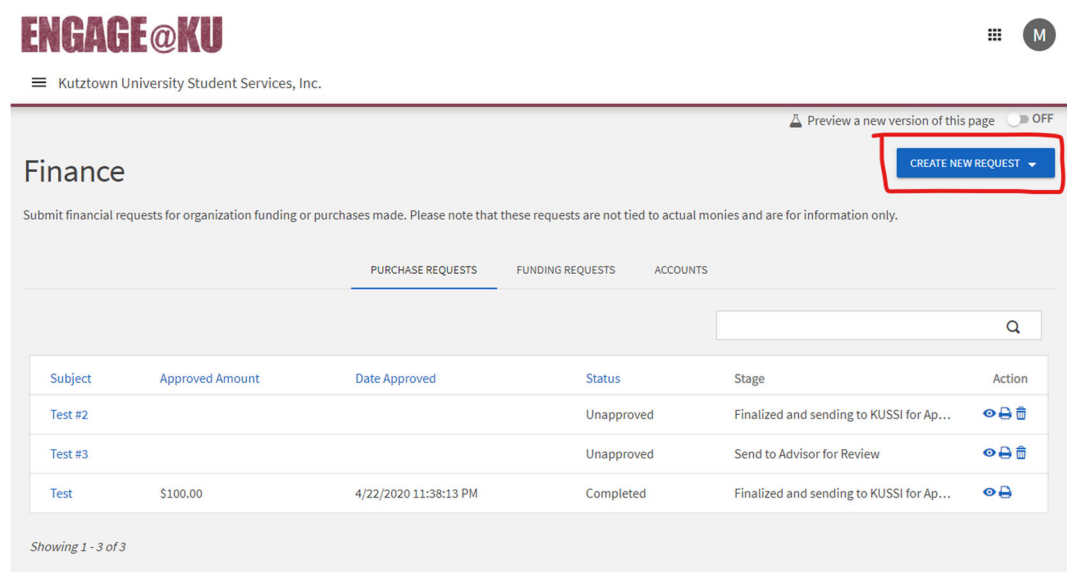 ENGAGE@KU
M
Kutztown University Student Services, Inc.
Preview a new version of this page OFF
Finance
CREATE NEW REQUEST
Submit financial requests for organization funding or purchases made. Please note that these requests are not tied to actual monies and are for information only.
PURCHASE REQUESTS FUNDING REQUESTS ACCOUNTS
Subject Approved Amount Date Approved Status Stage Action
Test #2 Unapproved Finalized and sending to KUSSI for Ap...
Test #3 Unapproved Send to Advisor for Review
Test $100.00 4/22/2020 11:38:13 PM Completed Finalized and sending to KUSSI for Ap...
Showing 1 - 3 of 3